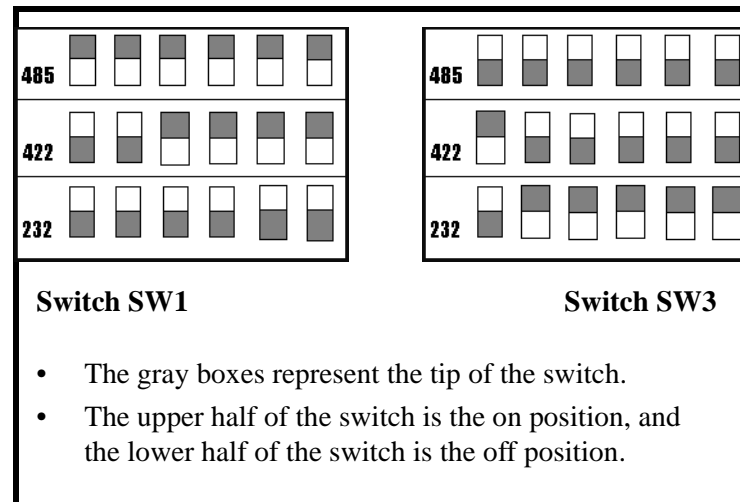 485
422
232
485
422
232
Switch SW1
Switch SW3
• The gray boxes represent the tip of the switch.
• The upper half of the switch is the on position, and
the lower half of the switch is the off position.